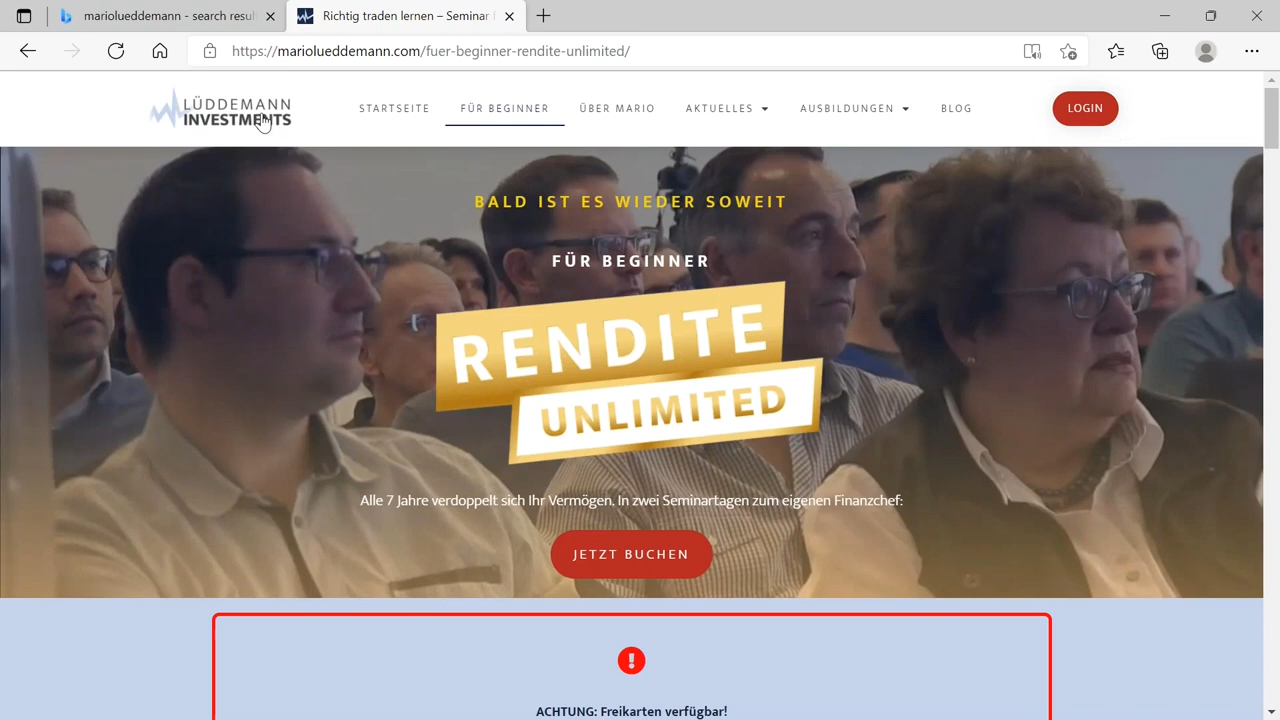 mariolueddemann - search result
Richtig traden lernen – Seminar f
https://mariolueddemann.com/fuer-beginner-rendite-unlimited/
LÜDDEMANN
INVESTMENTS
STARTSEITE
FÜR BEGINNER
ÜBER MARIO
AKTUELLES
AUSBILDUNGEN
BLOG
LOGIN
BALD IST ES WIEDER SOWEIT
FÜR BEGINNER
RENDITE
UNLIMITED
Alle 7 Jahre verdoppelt sich Ihr Vermögen. In zwei Seminartagen zum eigenen Finanzchef:
JETZT BUCHEN
ACHTUNG: Freikarten verfügbar!